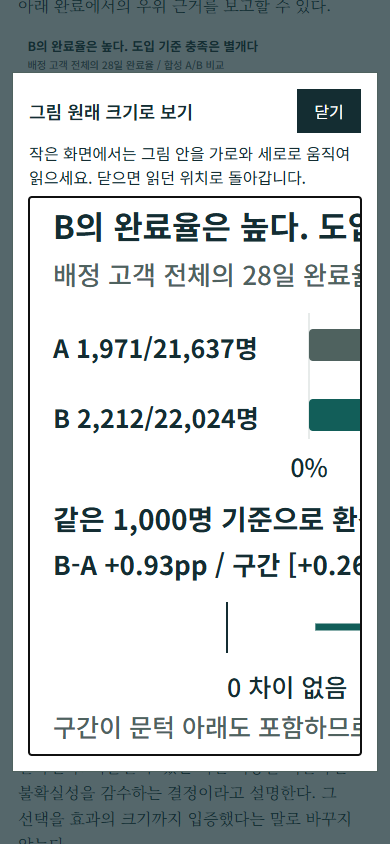 아래 완료에서의 우위 근거를 보고할 수 있다.
B의 완료율은 높다. 도입 기준 충족은 별개다
배정 고객 전체의 28일 완료율 / 합성 A/B 비교
그림 원래 크기로 보기
닫기
작은 화면에서는 그림 안을 가로와 세로로 움직여
읽으세요. 닫으면 읽던 위치로 돌아갑니다.
B의 완료율은 높다. 도입
배정 고객 전체의 28일 완료율
A 1,971/21,637명
B 2,212/22,024명
0%
같은 1,000명 기준으로 환
B-A +0.93pp / 구간 [+0.26
0 차이 없음
구간이 문턱 아래도 포함하므로
불확실성을 감수하는 결정이라고 설명한다. 그
선택을 효과의 크기까지 입증했다는 말로 바꾸지